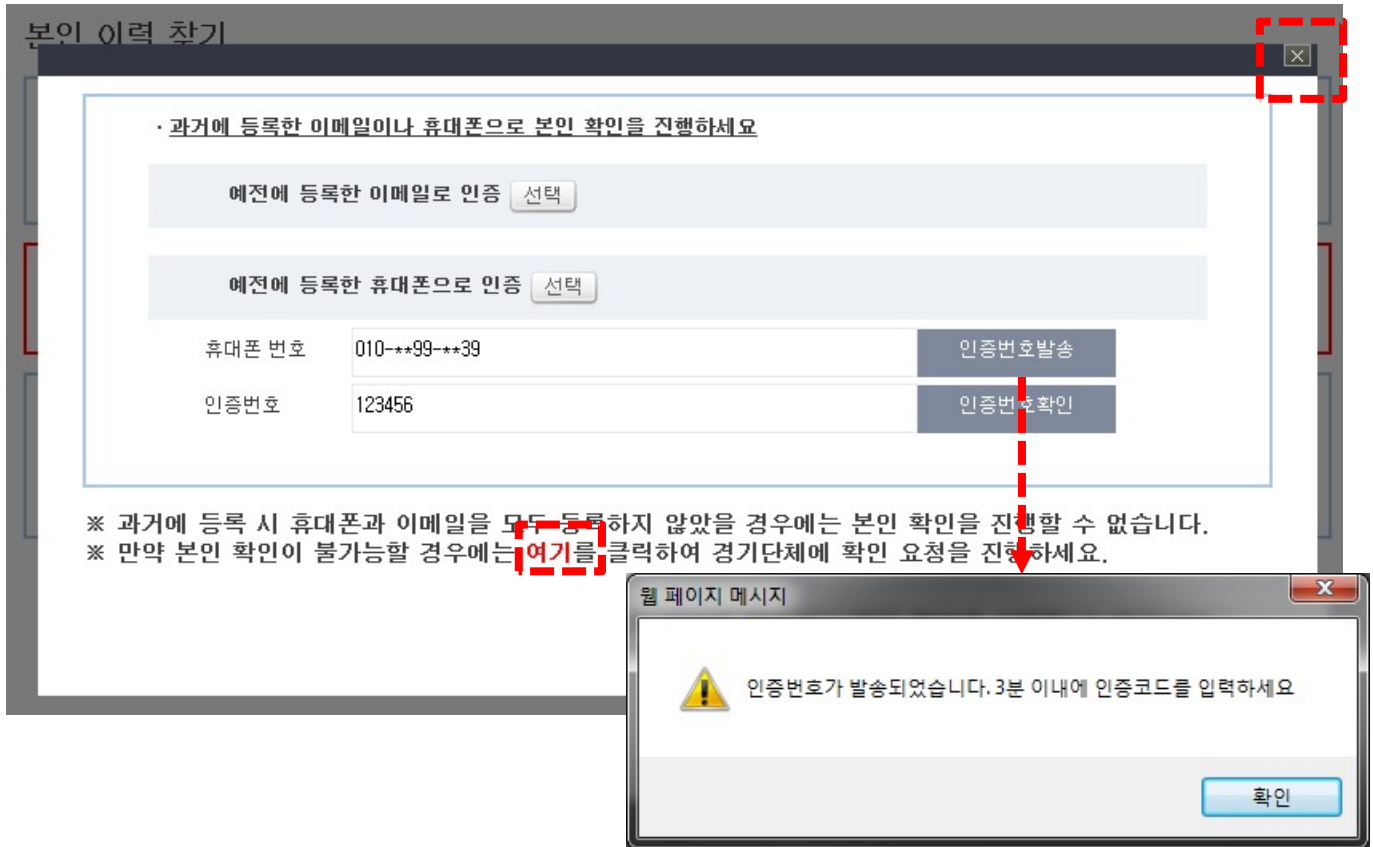 본인 이력 찾기
· 과거에 등록한 이메일이나 휴대폰으로 본인 확인을 진행하세요
예전에 등록한 이메일로 인증 선택
예전에 등록한 휴대폰으로 인증 선택
휴대폰 번호 010-**99-**39 인증번호발송
인증번호 123456 인증번호확인
※ 과거에 등록 시 휴대폰과 이메일을 모두 등록하지 않았을 경우에는 본인 확인을 진행할 수 없습니다.
※ 만약 본인 확인이 불가능할 경우에는 여기를 클릭하여 경기단체에 확인 요청을 진행하세요.
웹 페이지 메시지
인증번호가 발송되었습니다. 3분 이내에 인증코드를 입력하세요
확인